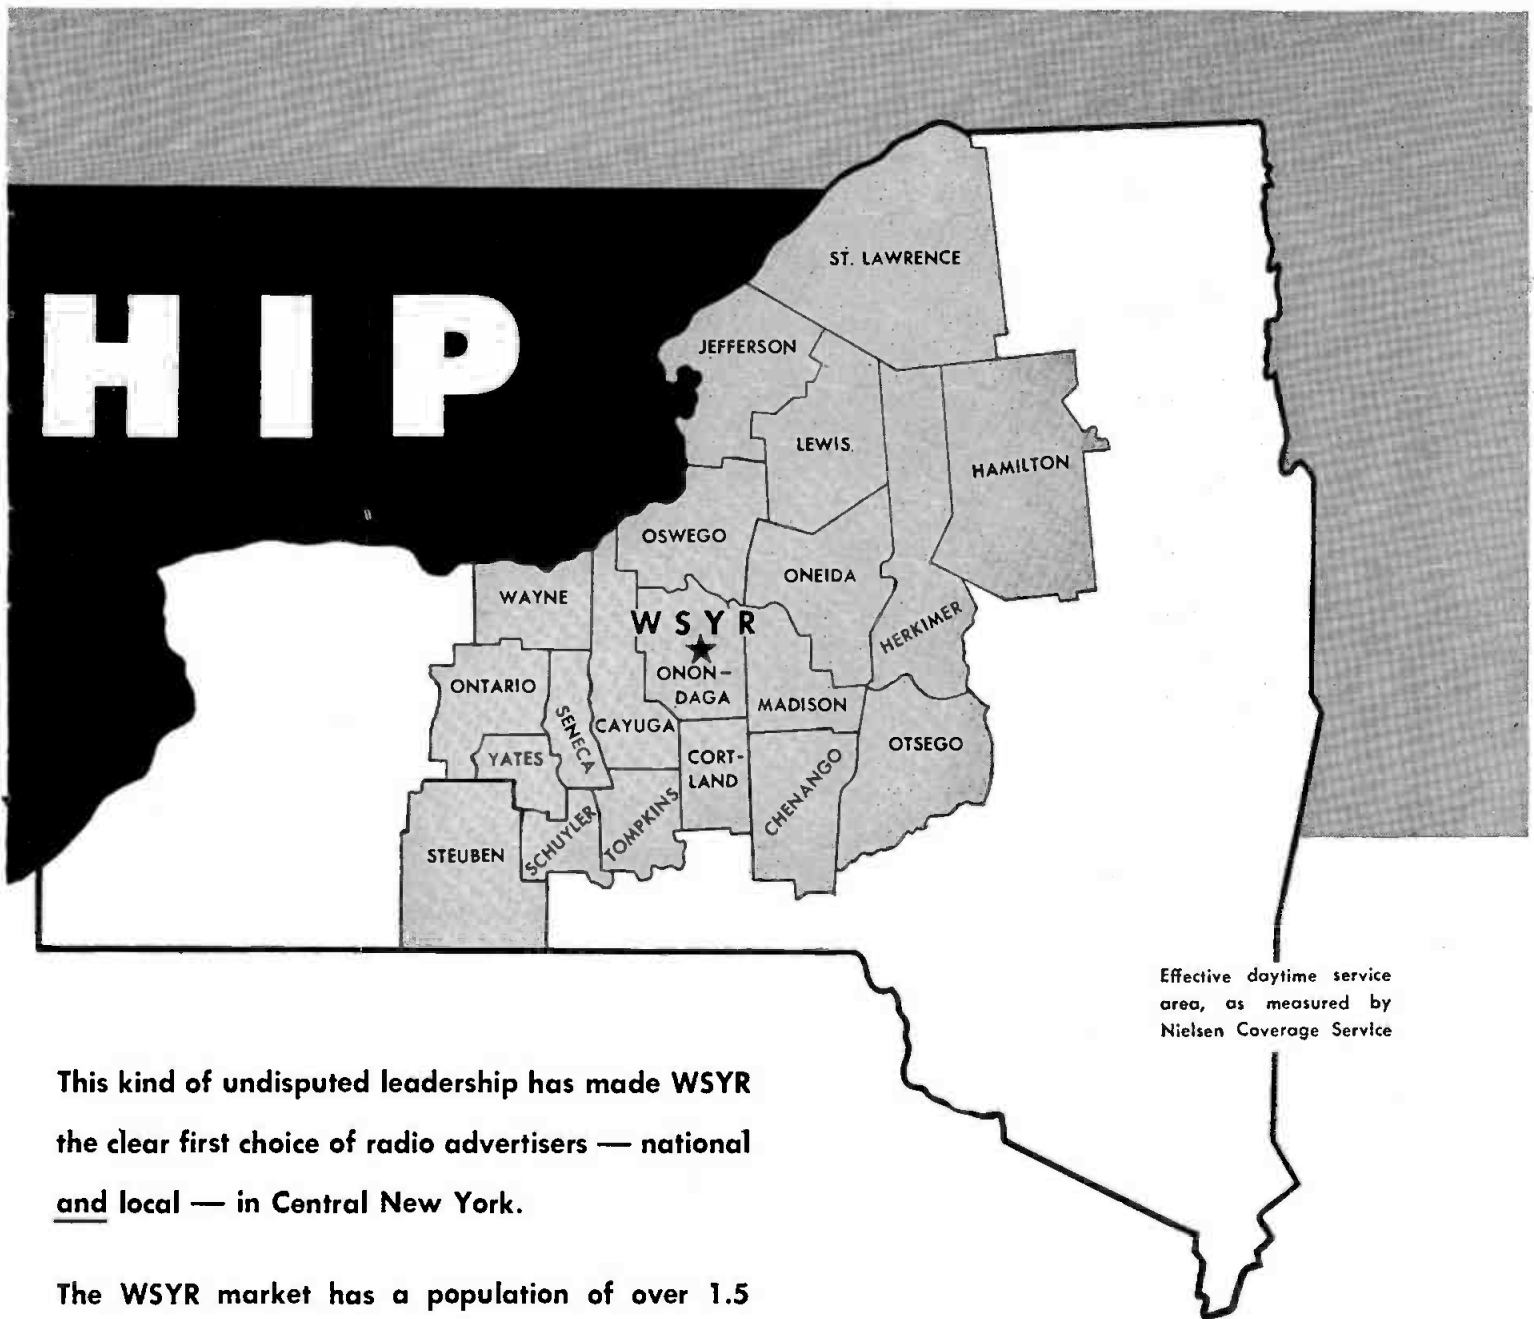 HIP
ST. LAWRENCE
JEFFERSON
LEWIS
HAMILTON
OSWEGO
ONEIDA
WAYNE
W S Y R
HERKIMER
ONON-
DAGA
ONTARIO
SENECA
CAYUGA
MADISON
OTSEGO
YATES
CORT-
LAND
CHENANGO
STEUBEN
SCHUYLER
TOMPKINS
Effective daytime service
area, as measured by
Nielsen Coverage Service
This kind of undisputed leadership has made WSYR
the clear first choice of radio advertisers — national
and local — in Central New York.
The WSYR market has a population of over 1.5